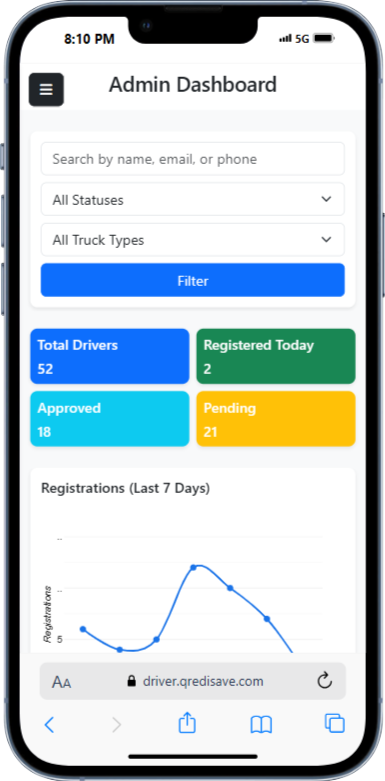 8:10 PM
5G
Admin Dashboard
Search by name, email, or phone
All Statuses
All Truck Types
Filter
Total Drivers
52
Registered Today
2
Approved
18
Pending
21
Registrations (Last 7 Days)
..
..
Registrations
5
AA
driver.qredisave.com